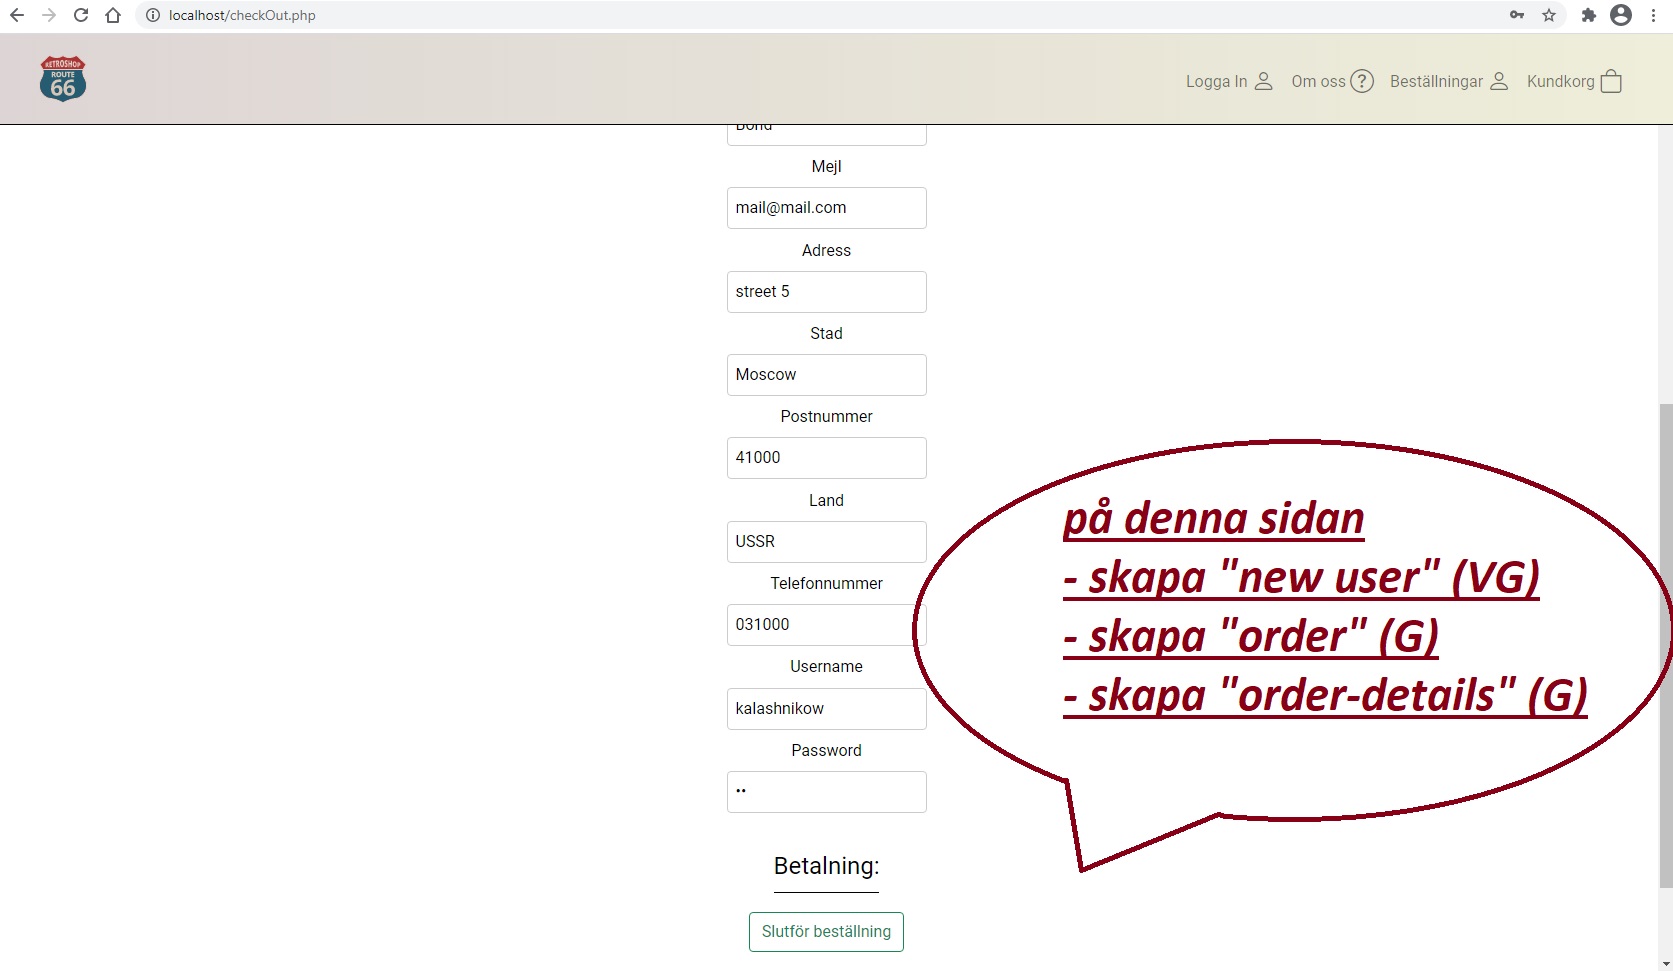 localhost/checkOut.php
RETROSHOP
ROUTE
66
Logga In
Om oss
Beställningar
Kundkorg
Bond
Mejl
mail@mail.com
Adress
street 5
Stad
Moscow
Postnummer
41000
Land
USSR
Telefonnummer
031000
Username
kalashnikow
Password
••
Betalning:
Slutför beställning
på denna sidan
- skapa "new user" (VG)
- skapa "order" (G)
- skapa "order-details" (G)